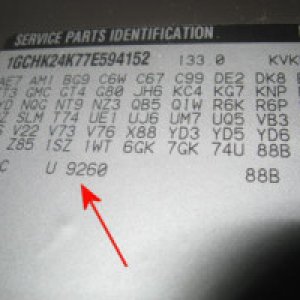 SERVICE PARTS IDENTIFICATION
1GCHK24K77E594152 133 0 KVK
AE7 AM1 BG9 C6W C67 C99 DE2 DK8
GT3 GMC GT4 G80 JH6 KC4 KG7 KNP
YD NQG NT9 NZ3 QB5 QIW R6K R6P
Z SLM T74 UE1 UJ6 UM7 UQ5 VB3
S V22 V73 V76 X88 YD3 YD5 YD6
Z85 1SZ 1WT 6GK 7GK 74U 88B
C U 9260 88B